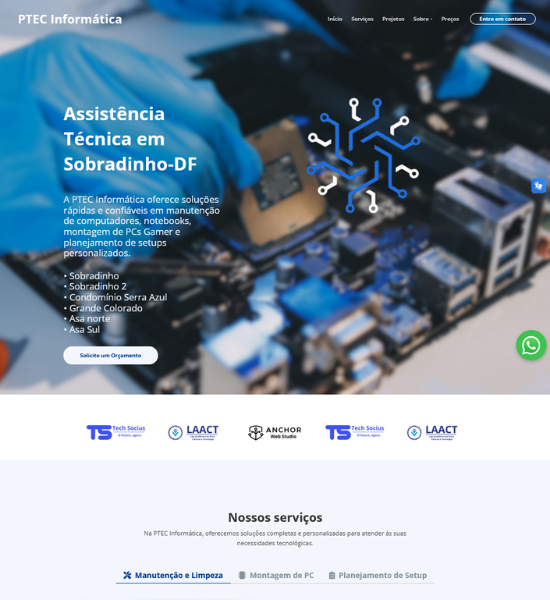 PTEC Informática
Início Serviços Projetos Sobre Preços Entre em contato
Assistência
Técnica em
Sobradinho-DF
A PTEC Informática oferece soluções
rápidas e confiáveis em manutenção
de computadores, notebooks,
montagem de PCs Gamer e
planejamento de setups
personalizados.
• Sobradinho
• Sobradinho 2
• Condomínio Serra Azul
• Grande Colorado
• Asa norte
• Asa Sul
Solicite um Orçamento
TS Tech Socius LAACT ANCHOR Web Studio TS Tech Socius LAACT
Nossos serviços
Na PTEC Informática, oferecemos soluções completas e personalizadas para atender às suas
necessidades tecnológicas.
Manutenção e Limpeza Montagem de PC Planejamento de Setup